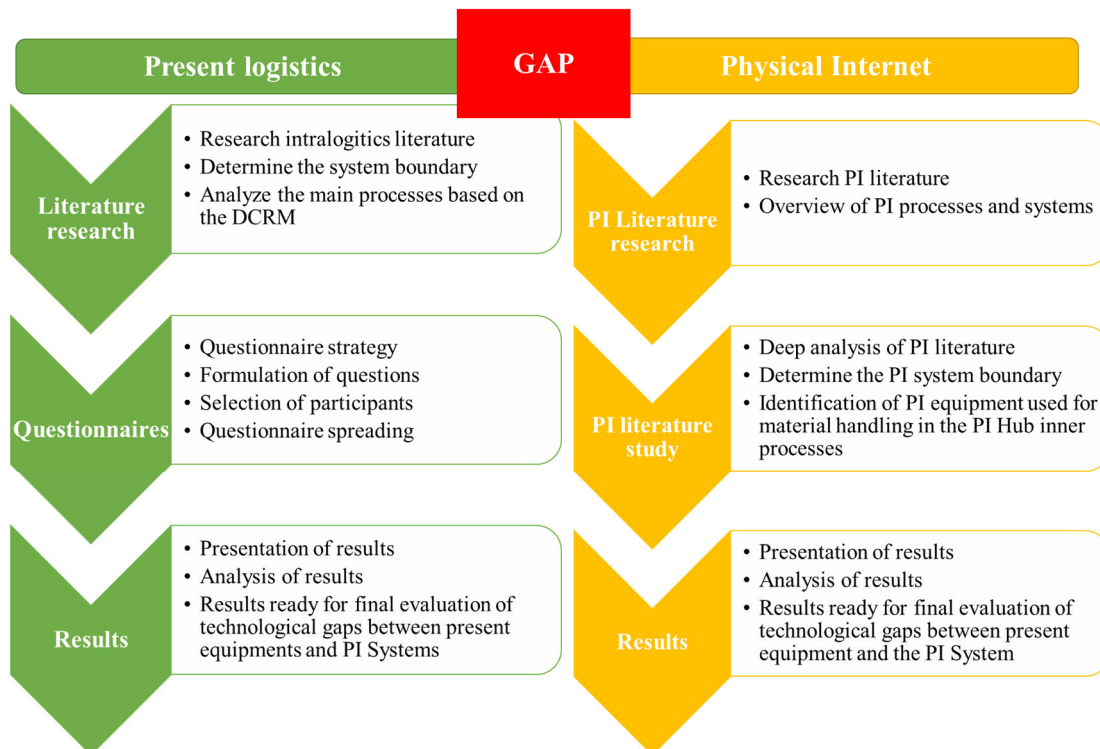 Present logistics
GAP
Physical Internet
Literature
research
• Research intralogitics literature
• Determine the system boundary
• Analyze the main processes based on
the DCRM
PI Literature
research
• Research PI literature
• Overview of PI processes and systems
Questionnaires
• Questionnaire strategy
• Formulation of questions
• Selection of participants
• Questionnaire spreading
PI literature
study
• Deep analysis of PI literature
• Determine the PI system boundary
• Identification of PI equipment used for
material handling in the PI Hub inner
processes
Results
• Presentation of results
• Analysis of results
• Results ready for final evaluation of
technological gaps between present
equipments and PI Systems
Results
• Presentation of results
• Analysis of results
• Results ready for final evaluation of
technological gaps between present
equipment and the PI System